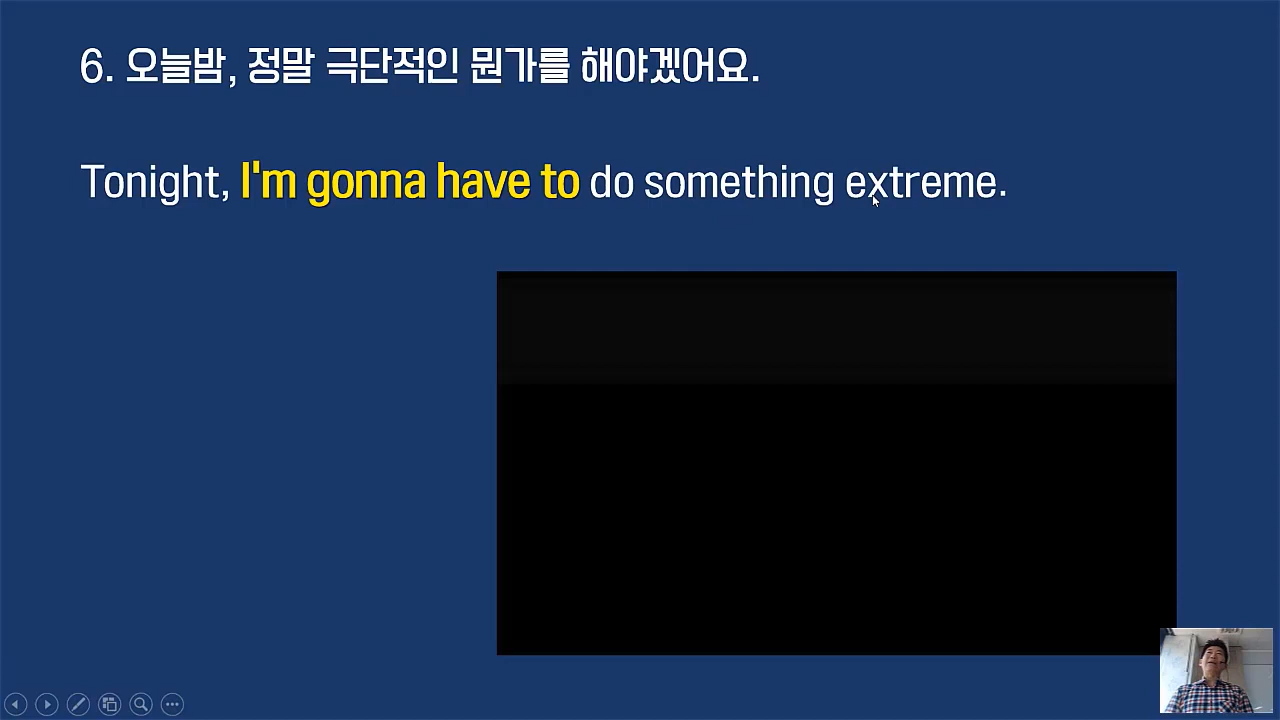 6. 오늘밤, 정말 극단적인 뭔가를 해야겠어요.
Tonight, I'm gonna have to do something extreme.